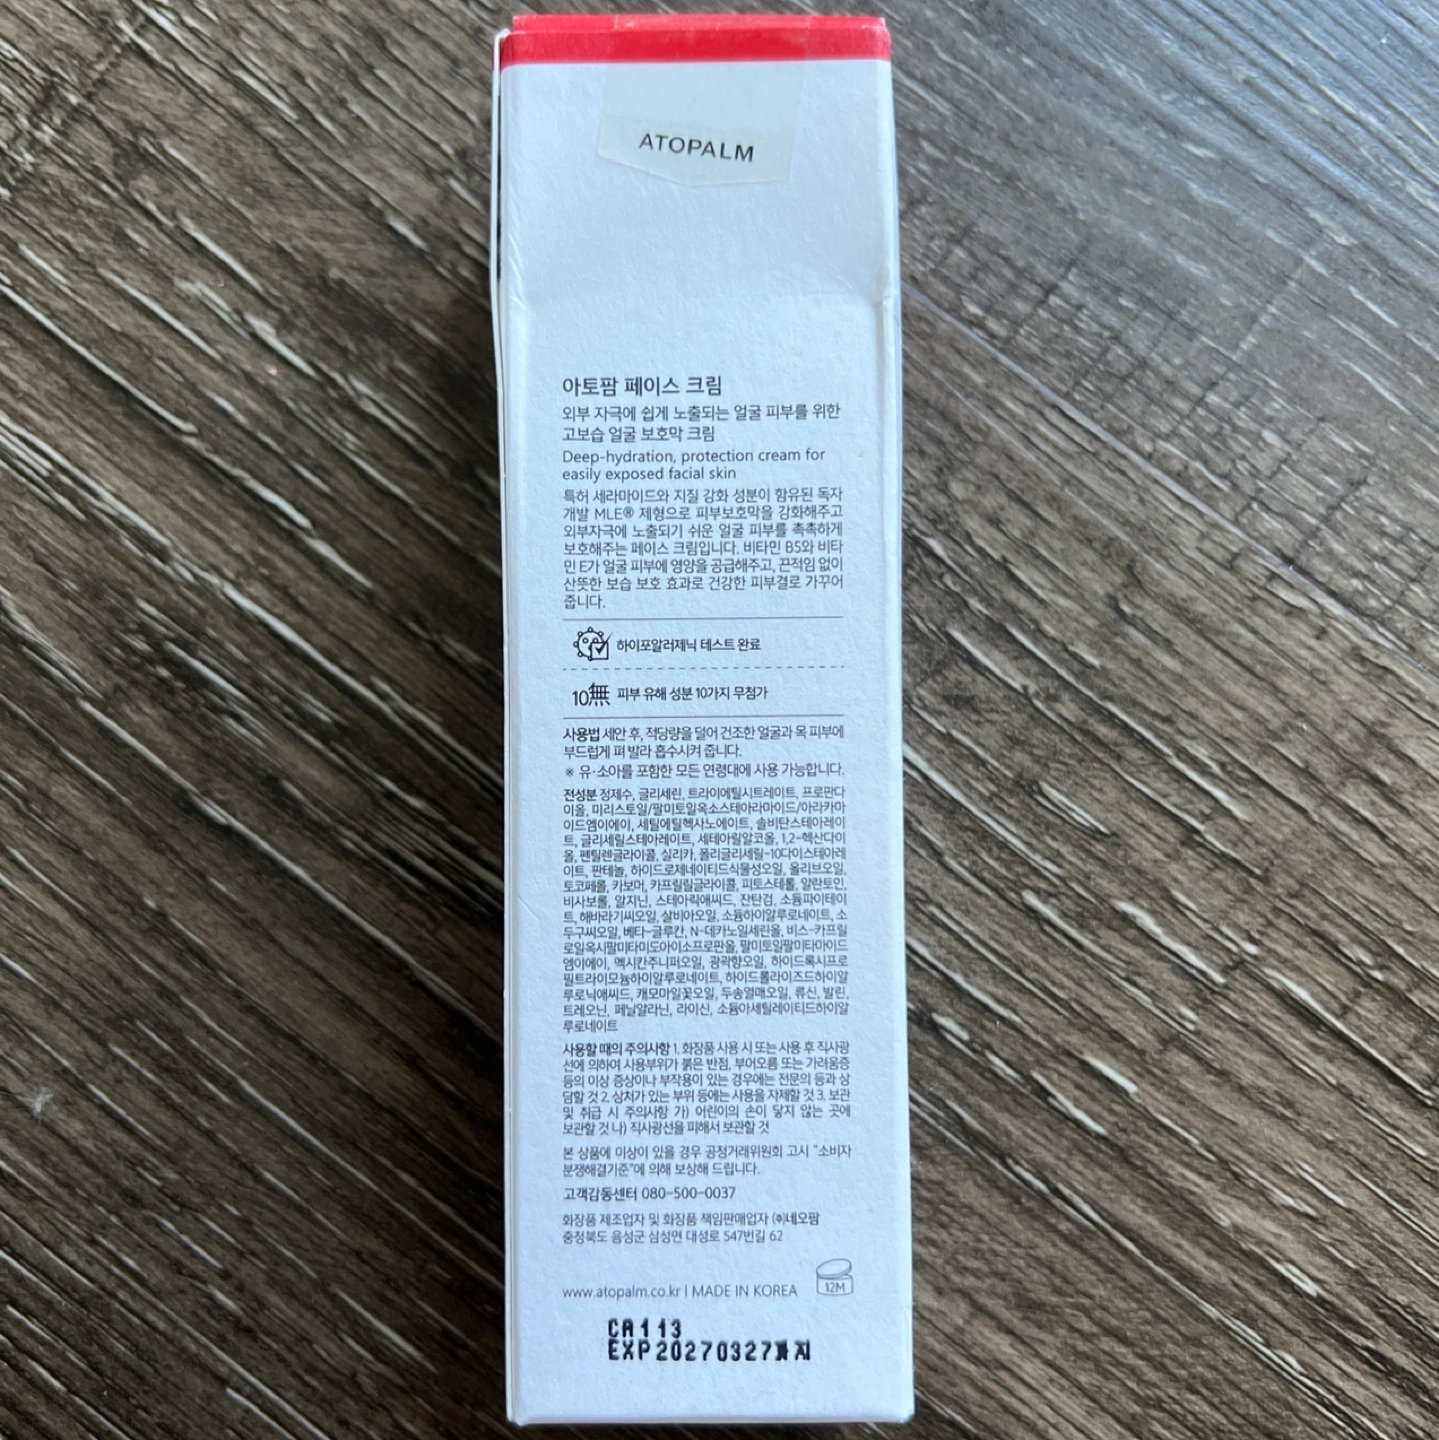 ATOPALM
아토팜 페이스 크림
외부 자극에 쉽게 노출되는 얼굴 피부를 위한
고보습 얼굴 보호막 크림
Deep-hydration, protection cream for
easily exposed facial skin
특허 세라마이드와 지질 강화 성분이 함유된 독자
개발 MLE® 제형으로 피부보호막을 강화해주고
외부자극에 노출되기 쉬운 얼굴 피부를 촉촉하게
보호해주는 페이스 크림입니다. 비타민 B5와 비타
민 E가 얼굴 피부에 영양을 공급해주고, 끈적임 없이
산뜻한 보습 보호 효과로 건강한 피부결로 가꾸어
줍니다.
하이포알러제닉 테스트 완료
10無 피부 유해 성분 10가지 무첨가
사용법 세안 후, 적당량을 덜어 건조한 얼굴과 목 피부에
부드럽게 펴 발라 흡수시켜 줍니다.
※ 유·소아를 포함한 모든 연령대에 사용 가능합니다.
전성분 정제수, 글리세린, 트라이에틸시트레이트, 프로판다
이올, 미리스토일/팔미토일옥소스테아라마이드/아라카마
이드엠이에이, 세틸에틸헥사노에이트, 솔비탄스테아레이
트, 글리세릴스테아레이트, 세테아릴알코올, 1,2-헥산다이
올, 펜틸렌글라이콜, 실리카, 폴리글리세릴-10다이스테아레
이트, 판테놀, 하이드로제네이티드식물성오일, 올리브오일,
토코페롤, 카보머, 카프릴릴글라이콜, 피토스테롤, 알란토인,
비사보롤, 알지닌, 스테아릭애씨드, 잔탄검, 소듐파이테이
트, 해바라기씨오일, 살비아오일, 소듐하이알루로네이트, 소
두구씨오일, 베타-글루칸, N-데카노일세린올, 비스-카프릴
로일옥시팔미타미도아이소프로판올, 팔미토일팔미타마이드
엠이에이, 멕시칸주니퍼오일, 광곽향오일, 하이드록시프로
필트라이모늄하이알루로네이트, 하이드롤라이즈드하이알
루로닉애씨드, 캐모마일꽃오일, 두송열매오일, 류신, 발린,
트레오닌, 페닐알라닌, 라이신, 소듐아세틸레이티드하이알
루로네이트
사용할 때의 주의사항 1. 화장품 사용 시 또는 사용 후 직사광
선에 의하여 사용부위가 붉은 반점, 부어오름 또는 가려움증
등의 이상 증상이나 부작용이 있는 경우에는 전문의 등과 상
담할 것 2. 상처가 있는 부위 등에는 사용을 자제할 것 3. 보관
및 취급 시 주의사항 가) 어린이의 손이 닿지 않는 곳에
보관할 것 나) 직사광선을 피해서 보관할 것
본 상품에 이상이 있을 경우 공정거래위원회 고시 "소비자
분쟁해결기준"에 의해 보상해 드립니다.
고객감동센터 080-500-0037
화장품 제조업자 및 화장품 책임판매업자 ㈜네오팜
충청북도 음성군 삼성면 대성로 547번길 62
www.atopalm.co.kr I MADE IN KOREA 12M
CA113
EXP20270327까지